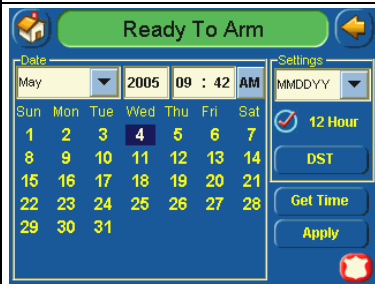 Ready To Arm
Date
May 2005 09 : 42 AM
Sun Mon Tue Wed Thu Fri Sat
1 2 3 4 5 6 7
8 9 10 11 12 13 14
15 16 17 18 19 20 21
22 23 24 25 26 27 28
29 30 31
Settings
MMDDYY
12 Hour
DST
Get Time
Apply